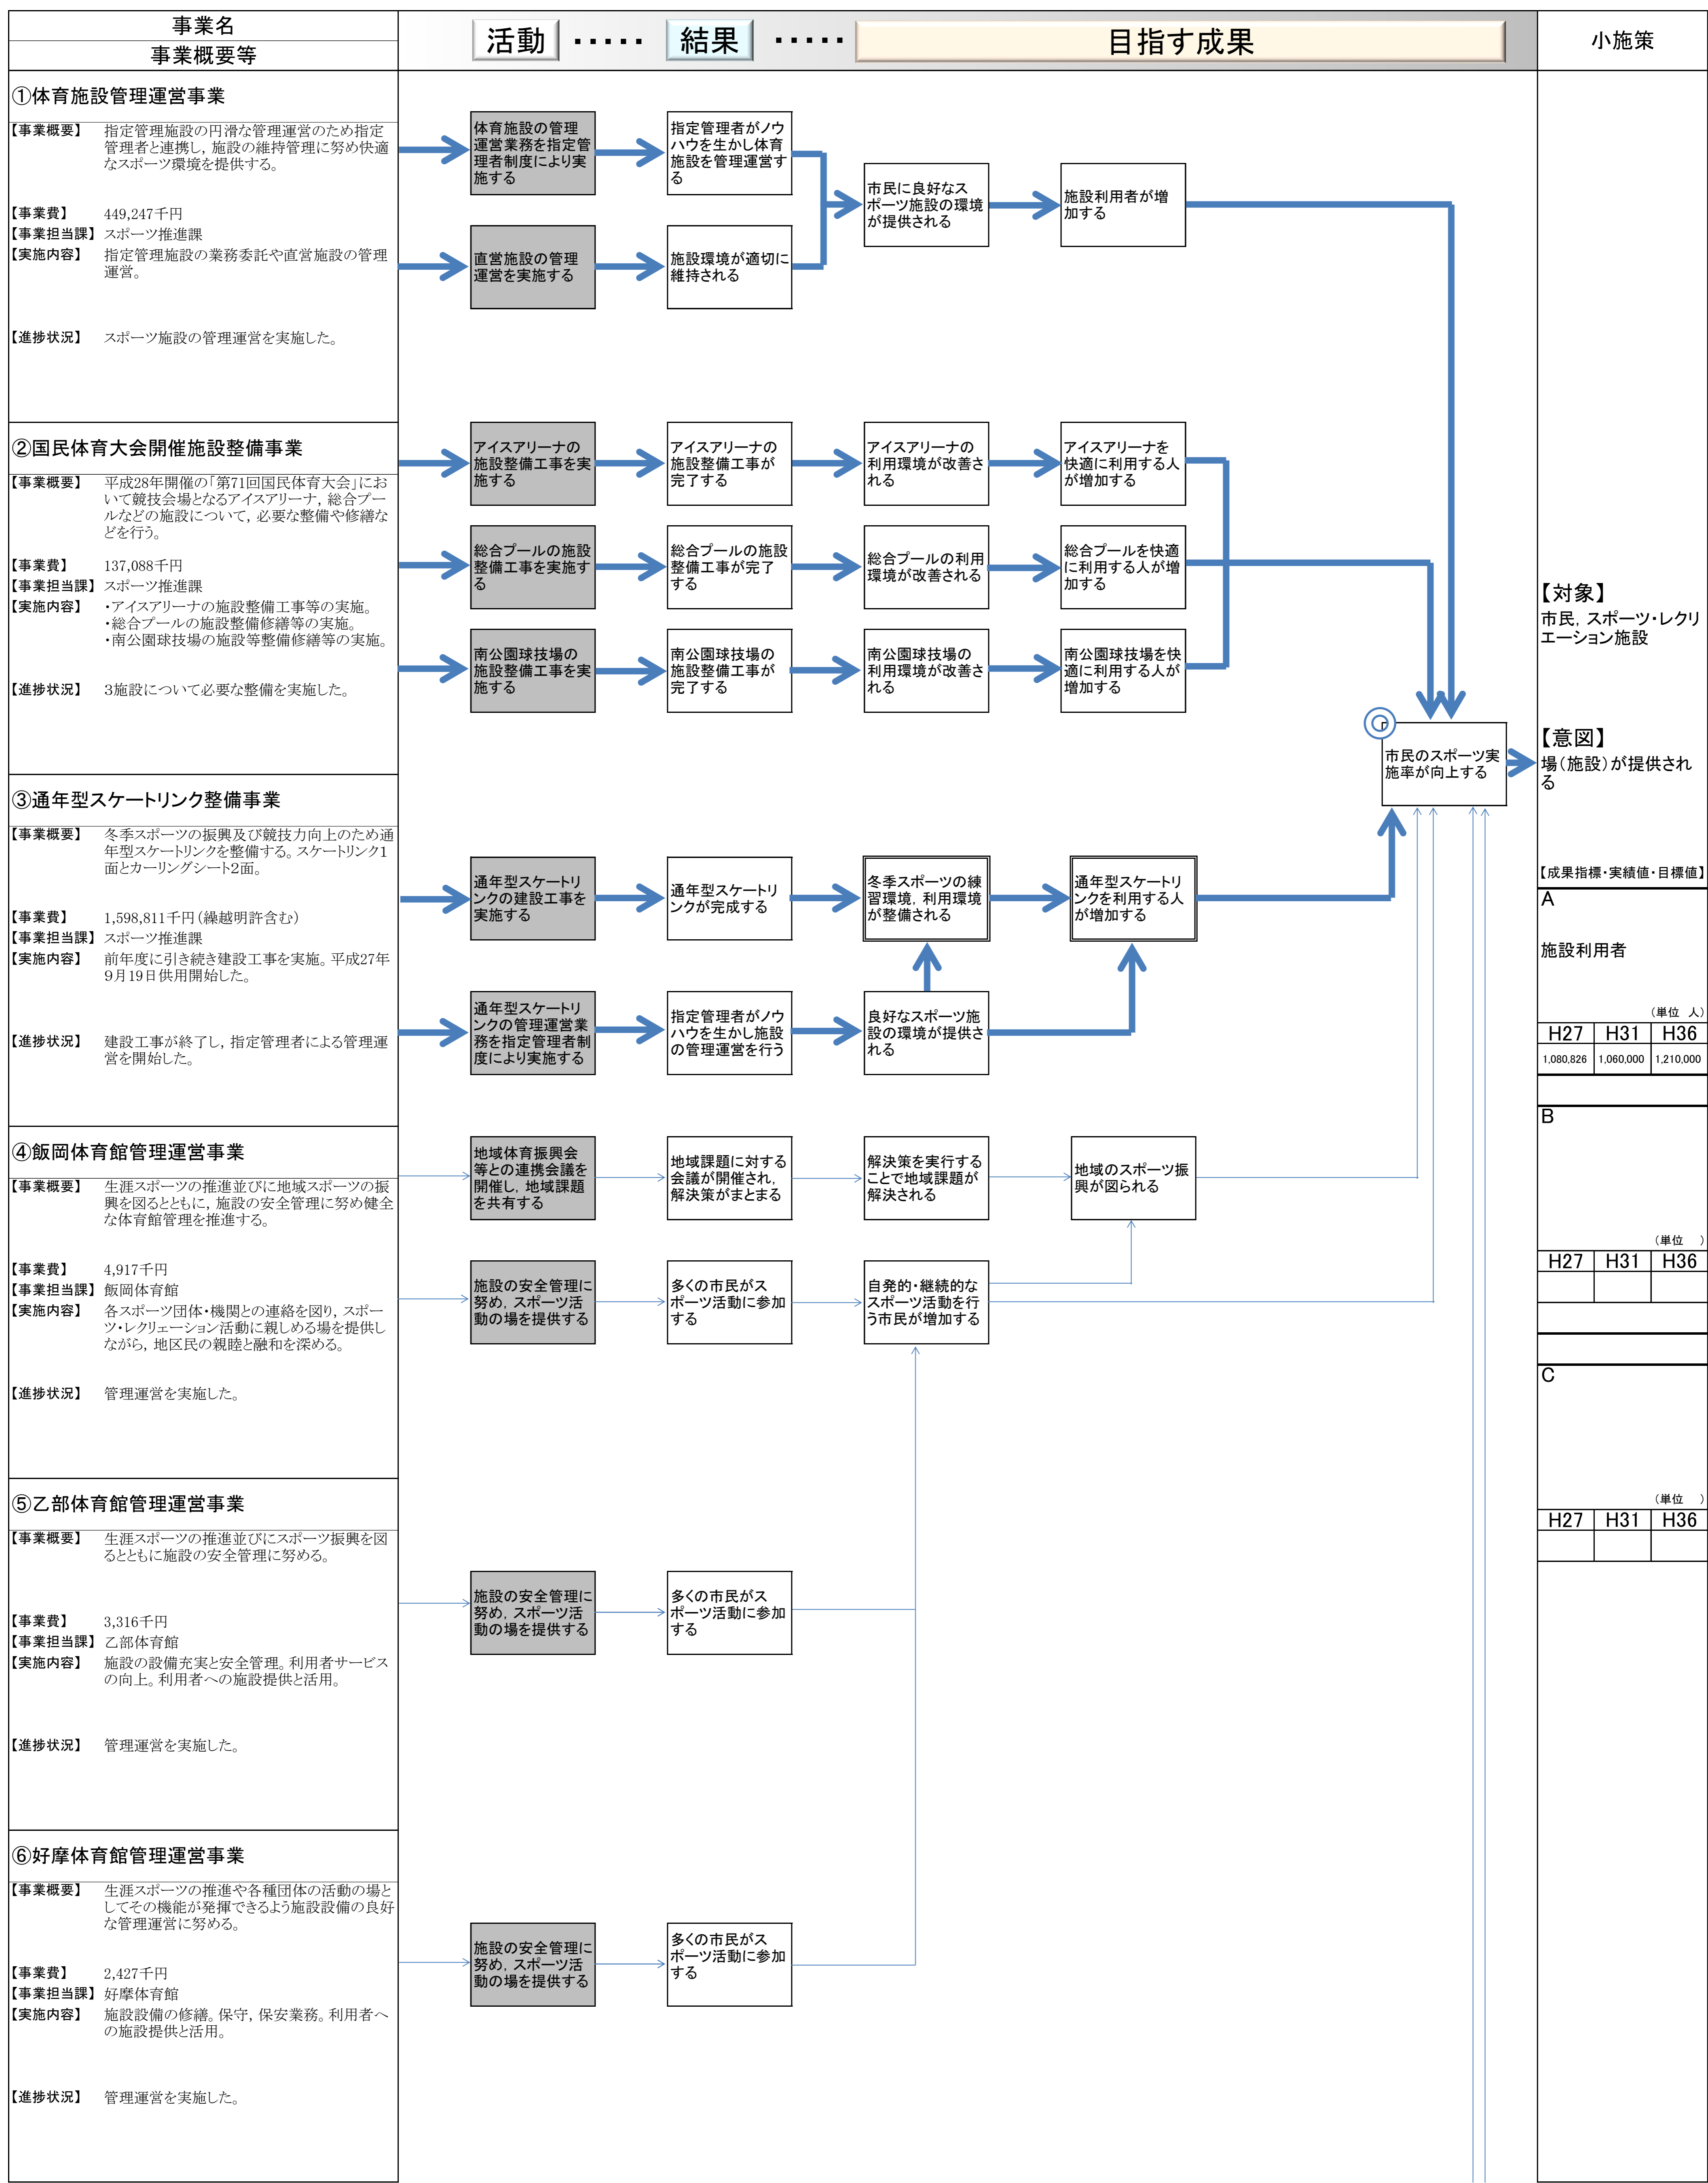 事業名
事業概要等
活動 ・・・・・ 結果 ・・・・・ 目指す成果
小施策
①体育施設管理運営事業
【事業概要】 指定管理施設の円滑な管理運営のため指定
管理者と連携し，施設の維持管理に努め快適
なスポーツ環境を提供する。
【事業費】 449,247千円
【事業担当課】 スポーツ推進課
【実施内容】 指定管理施設の業務委託や直営施設の管理
運営。
【進捗状況】 スポーツ施設の管理運営を実施した。
体育施設の管理
運営業務を指定管
理者制度により実
施する
指定管理者がノウ
ハウを生かし体育
施設を管理運営す
る
市民に良好なス
ポーツ施設の環境
が提供される
施設利用者が増
加する
直営施設の管理
運営を実施する
施設環境が適切に
維持される
②国民体育大会開催施設整備事業
【事業概要】 平成28年開催の「第71回国民体育大会」にお
いて競技会場となるアイスアリーナ，総合プー
ルなどの施設について，必要な整備や修繕な
どを行う。
【事業費】 137,088千円
【事業担当課】 スポーツ推進課
【実施内容】 ・アイスアリーナの施設整備工事等の実施。
・総合プールの施設整備修繕等の実施。
・南公園球技場の施設等整備修繕等の実施。
【進捗状況】 3施設について必要な整備を実施した。
アイスアリーナの
施設整備工事を実
施する
アイスアリーナの
施設整備工事が
完了する
アイスアリーナの
利用環境が改善さ
れる
アイスアリーナを
快適に利用する人
が増加する
総合プールの施設
整備工事を実施す
る
総合プールの施設
整備工事が完了
する
総合プールの利用
環境が改善される
総合プールを快適
に利用する人が増
加する
南公園球技場の
施設整備工事を実
施する
南公園球技場の
施設整備工事が
完了する
南公園球技場の
利用環境が改善さ
れる
南公園球技場を快
適に利用する人が
増加する
市民のスポーツ実
施率が向上する
③通年型スケートリンク整備事業
【事業概要】 冬季スポーツの振興及び競技力向上のため通
年型スケートリンクを整備する。スケートリンク1
面とカーリングシート2面。
【事業費】 1,598,811千円（繰越明許含む）
【事業担当課】 スポーツ推進課
【実施内容】 前年度に引き続き建設工事を実施。平成27年
9月19日供用開始した。
【進捗状況】 建設工事が終了し，指定管理者による管理運
営を開始した。
通年型スケートリ
ンクの建設工事を
実施する
通年型スケートリ
ンクが完成する
冬季スポーツの練
習環境，利用環境
が整備される
通年型スケートリ
ンクを利用する人
が増加する
通年型スケートリ
ンクの管理運営業
務を指定管理者制
度により実施する
指定管理者がノウ
ハウを生かし施設
の管理運営を行う
良好なスポーツ施
設の環境が提供さ
れる
④飯岡体育館管理運営事業
【事業概要】 生涯スポーツの推進並びに地域スポーツの振
興を図るとともに，施設の安全管理に努め健全
な体育館管理を推進する。
【事業費】 4,917千円
【事業担当課】 飯岡体育館
【実施内容】 各スポーツ団体・機関との連絡を図り，スポー
ツ・レクリェーション活動に親しめる場を提供し
ながら，地区民の親睦と融和を深める。
【進捗状況】 管理運営を実施した。
地域体育振興会
等との連携会議を
開催し，地域課題
を共有する
地域課題に対する
会議が開催され，
解決策がまとまる
解決策を実行する
ことで地域課題が
解決される
地域のスポーツ振
興が図られる
施設の安全管理に
努め，スポーツ活
動の場を提供する
多くの市民がス
ポーツ活動に参加
する
自発的・継続的な
スポーツ活動を行
う市民が増加する
⑤乙部体育館管理運営事業
【事業概要】 生涯スポーツの推進並びにスポーツ振興を図
るとともに施設の安全管理に努める。
【事業費】 3,316千円
【事業担当課】 乙部体育館
【実施内容】 施設の設備充実と安全管理。利用者サービス
の向上。利用者への施設提供と活用。
【進捗状況】 管理運営を実施した。
施設の安全管理に
努め，スポーツ活
動の場を提供する
多くの市民がス
ポーツ活動に参加
する
⑥好摩体育館管理運営事業
【事業概要】 生涯スポーツの推進や各種団体の活動の場と
してその機能が発揮できるよう施設設備の良好
な管理運営に努める。
【事業費】 2,427千円
【事業担当課】 好摩体育館
【実施内容】 施設設備の修繕。保守，保安業務。利用者へ
の施設提供と活用。
【進捗状況】 管理運営を実施した。
施設の安全管理に
努め，スポーツ活
動の場を提供する
多くの市民がス
ポーツ活動に参加
する
【対象】
市民，スポーツ・レクリ
エーション施設
【意図】
場（施設）が提供され
る
【成果指標・実績値・目標値】
A
施設利用者
（単位 人）
H27 H31 H36
1,080,826 1,060,000 1,210,000
B
（単位 ）
H27 H31 H36
C
（単位 ）
H27 H31 H36